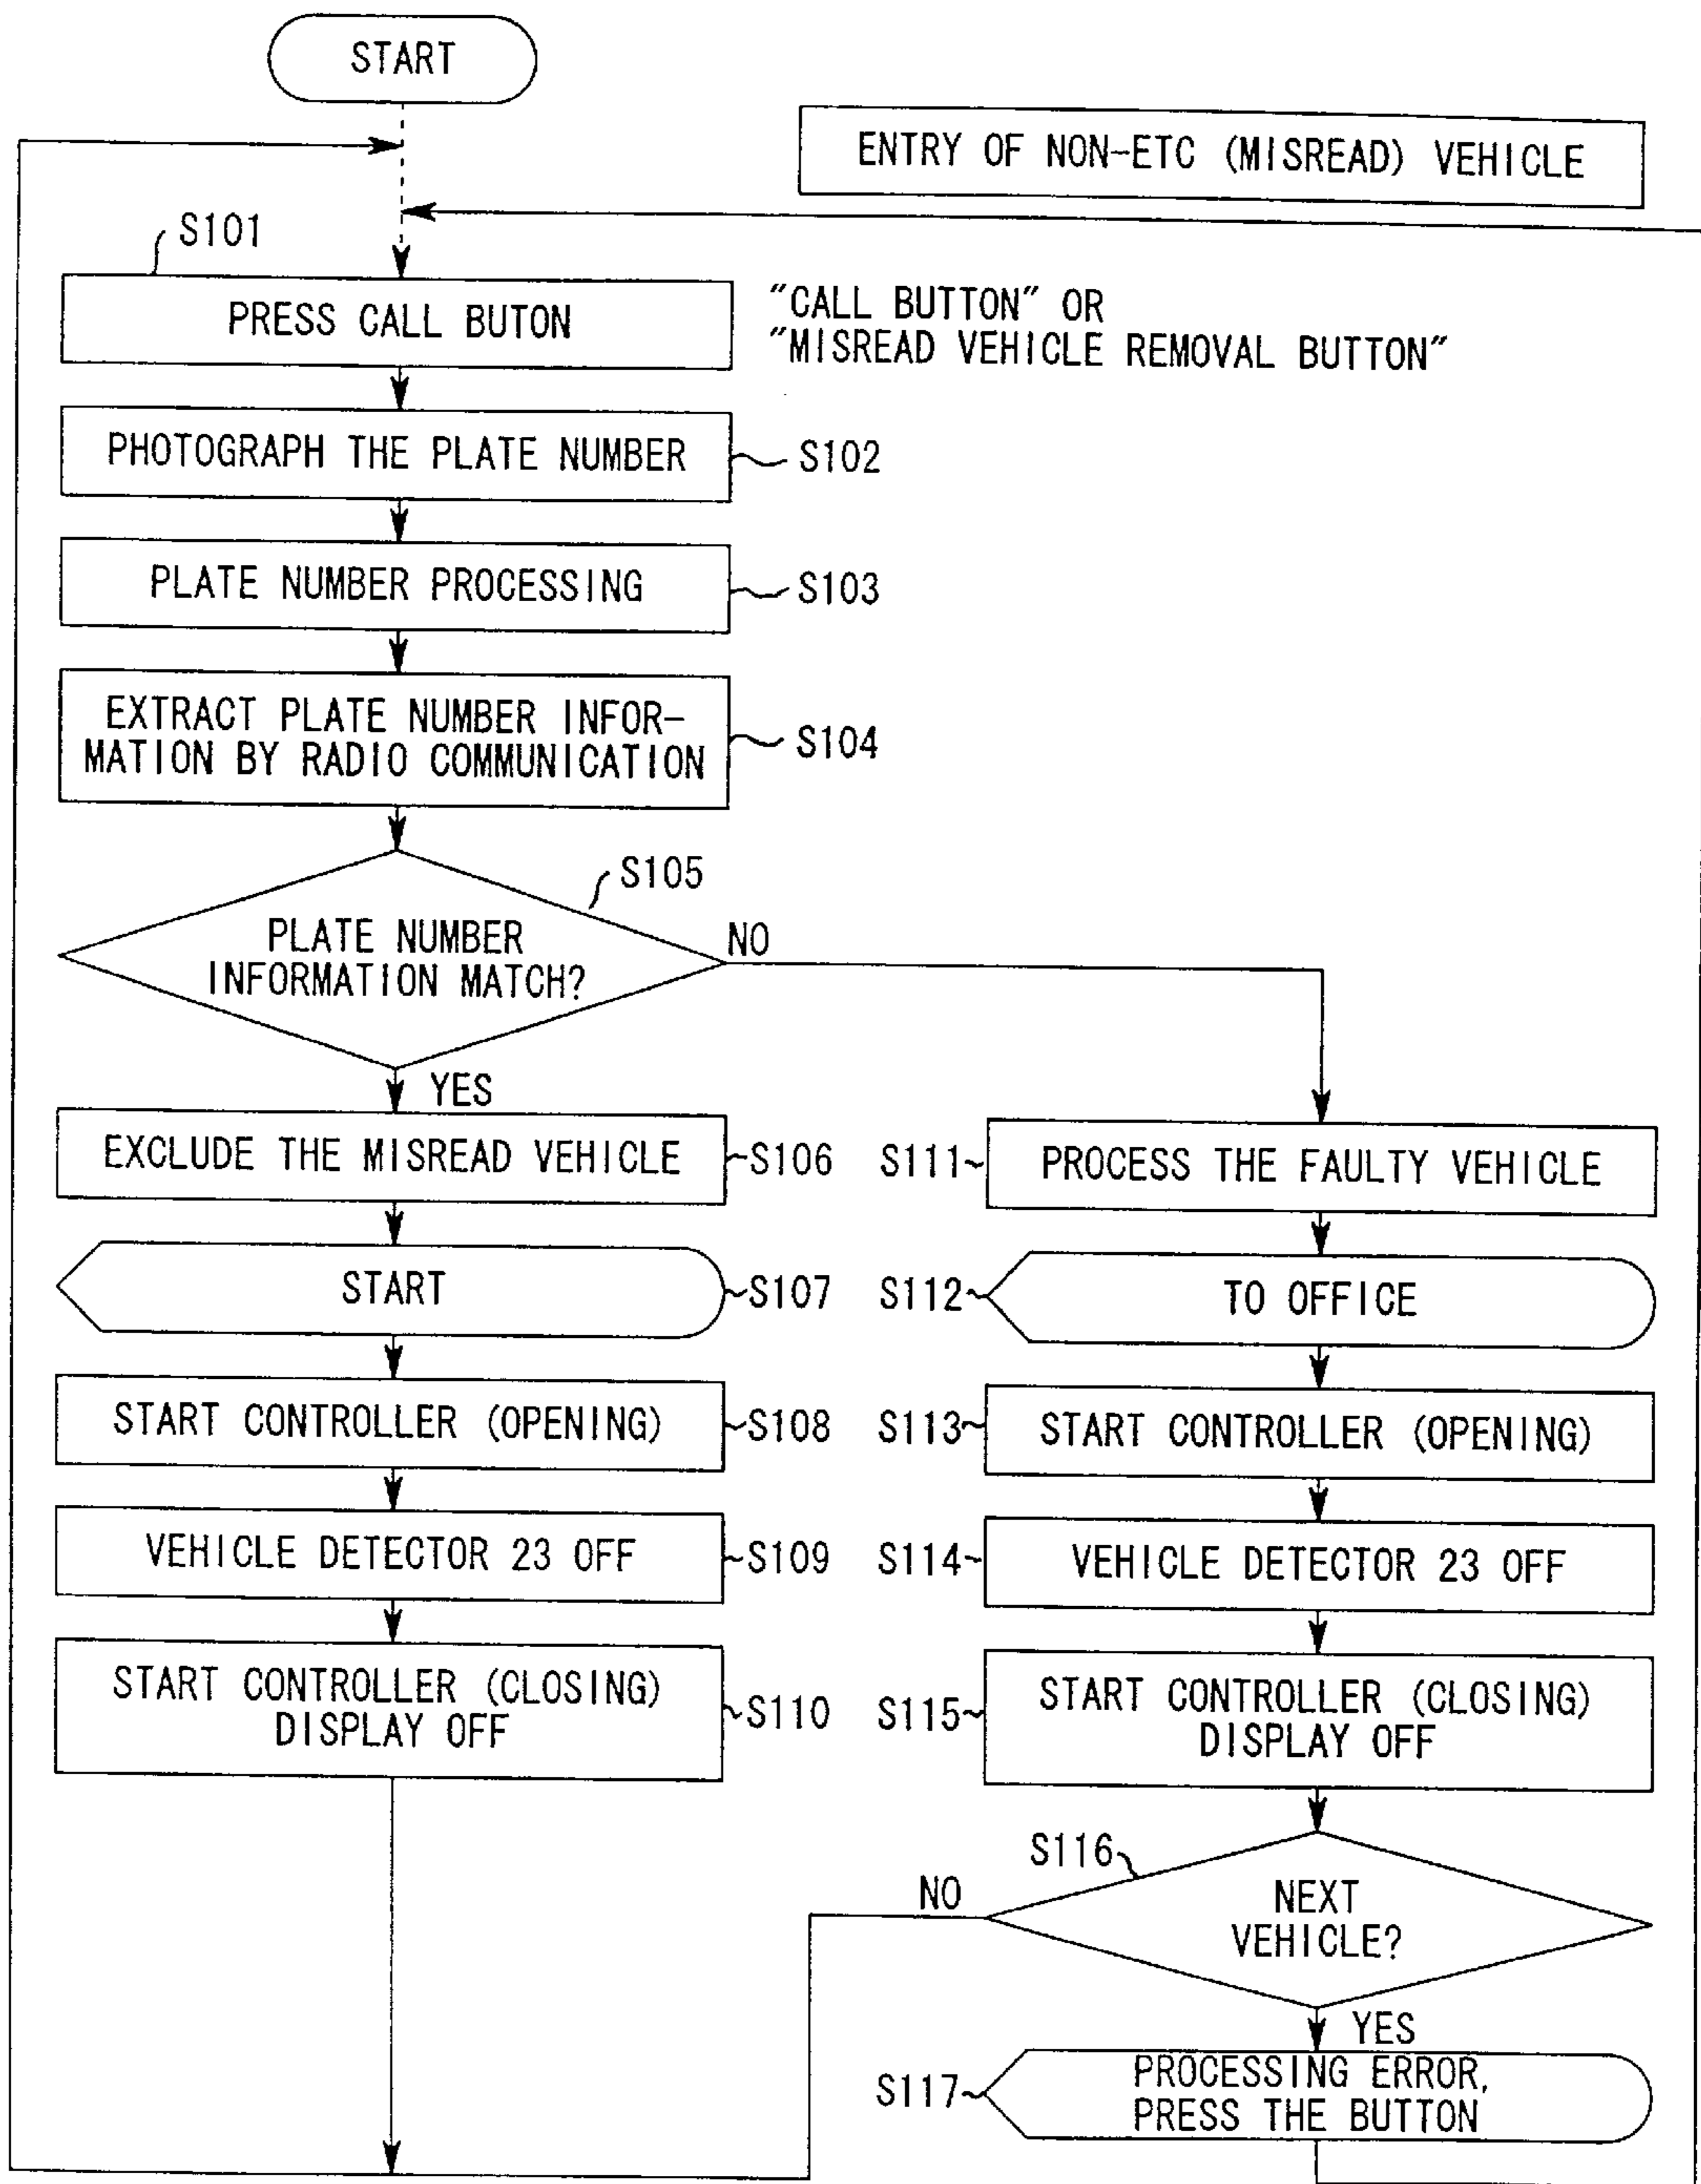 START
ENTRY OF NON-ETC (MISREAD) VEHICLE
S101
PRESS CALL BUTON
"CALL BUTTON" OR
"MISREAD VEHICLE REMOVAL BUTTON"
PHOTOGRAPH THE PLATE NUMBER
S102
PLATE NUMBER PROCESSING
S103
EXTRACT PLATE NUMBER INFOR-
MATION BY RADIO COMMUNICATION
S104
S105
PLATE NUMBER
INFORMATION MATCH?
NO
YES
EXCLUDE THE MISREAD VEHICLE
S106
S111
PROCESS THE FAULTY VEHICLE
START
S107
S112
TO OFFICE
START CONTROLLER (OPENING)
S108
S113
START CONTROLLER (OPENING)
VEHICLE DETECTOR 23 OFF
S109
S114
VEHICLE DETECTOR 23 OFF
START CONTROLLER (CLOSING)
DISPLAY OFF
S110
S115
START CONTROLLER (CLOSING)
DISPLAY OFF
S116
NO
NEXT
VEHICLE?
YES
S117
PROCESSING ERROR,
PRESS THE BUTTON